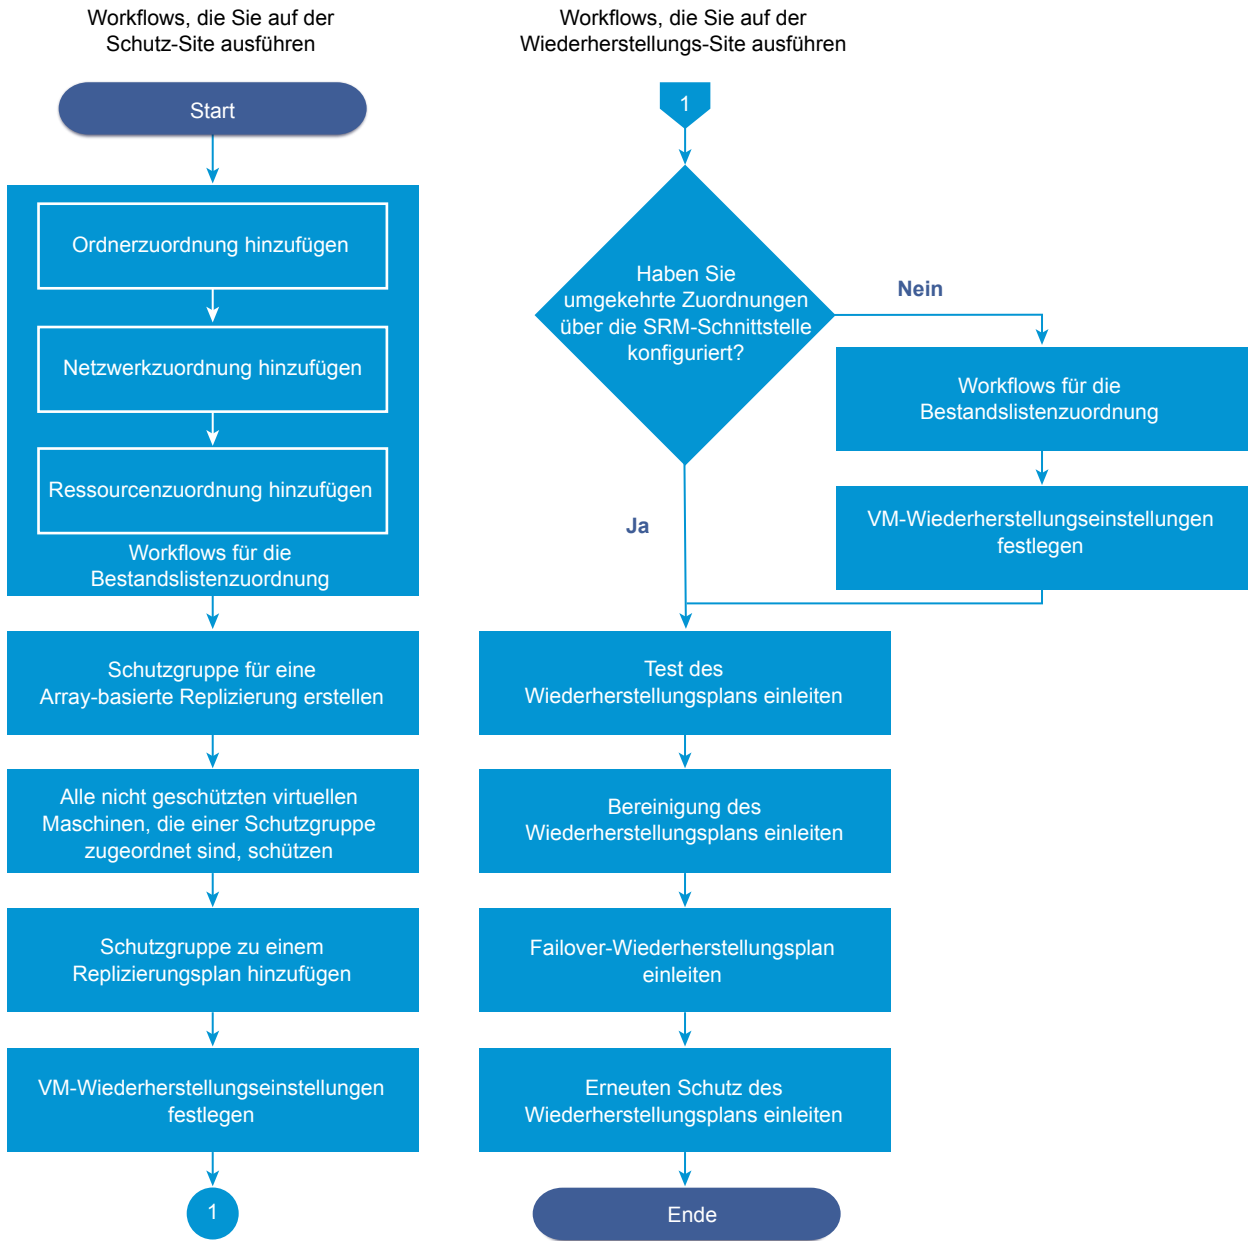 Workflows, die Sie auf der
Schutz-Site ausführen
Start
Ordnerzuordnung hinzufügen
Netzwerkzuordnung hinzufügen
Ressourcenzuordnung hinzufügen
Workflows für die
Bestandslistenzuordnung
Schutzgruppe für eine
Array-basierte Replizierung erstellen
Alle nicht geschützten virtuellen
Maschinen, die einer Schutzgruppe
zugeordnet sind, schützen
Schutzgruppe zu einem
Replizierungsplan hinzufügen
VM-Wiederherstellungseinstellungen
festlegen
1
Workflows, die Sie auf der
Wiederherstellungs-Site ausführen
1
Haben Sie
umgekehrte Zuordnungen
über die SRM-Schnittstelle
konfiguriert?
Nein
Workflows für die
Bestandslistenzuordnung
VM-Wiederherstellungseinstellungen
festlegen
Ja
Test des
Wiederherstellungsplans einleiten
Bereinigung des
Wiederherstellungsplans einleiten
Failover-Wiederherstellungsplan
einleiten
Erneuten Schutz des
Wiederherstellungsplans einleiten
Ende